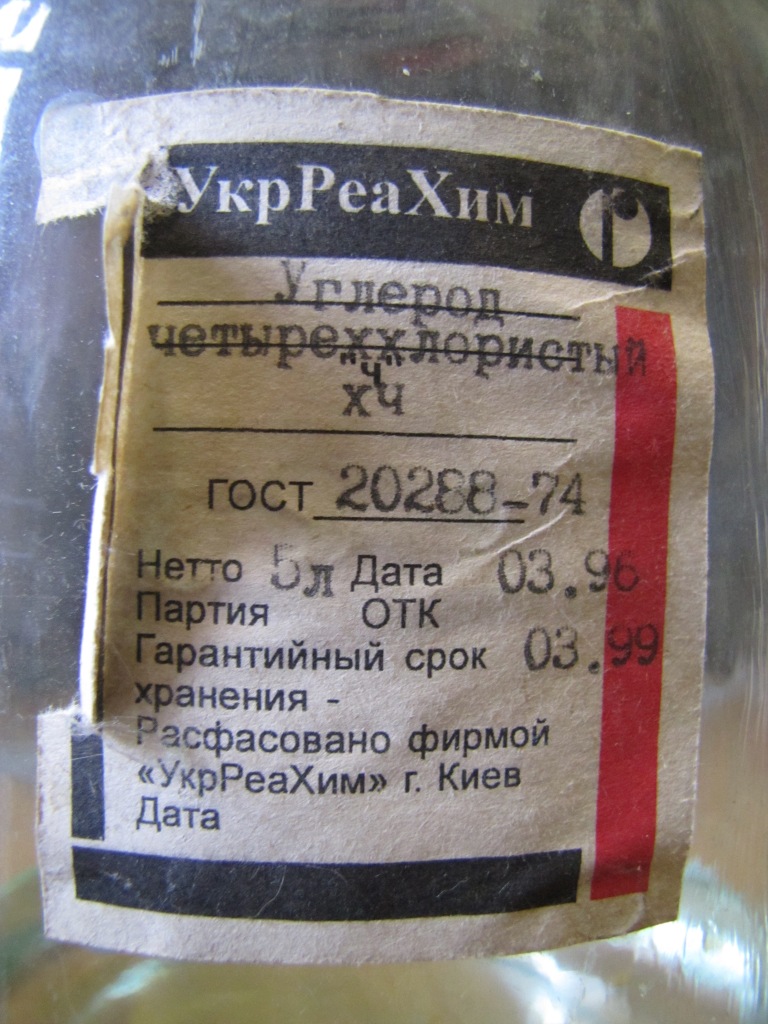 УкрРеаХим
Углерод
четыреххлористый
"ч"
хч
ГОСТ 20288-74
Нетто 5л Дата 03.96
Партия ОТК
Гарантийный срок 03.99
хранения -
Расфасовано фирмой
«УкрРеаХим» г. Киев
Дата